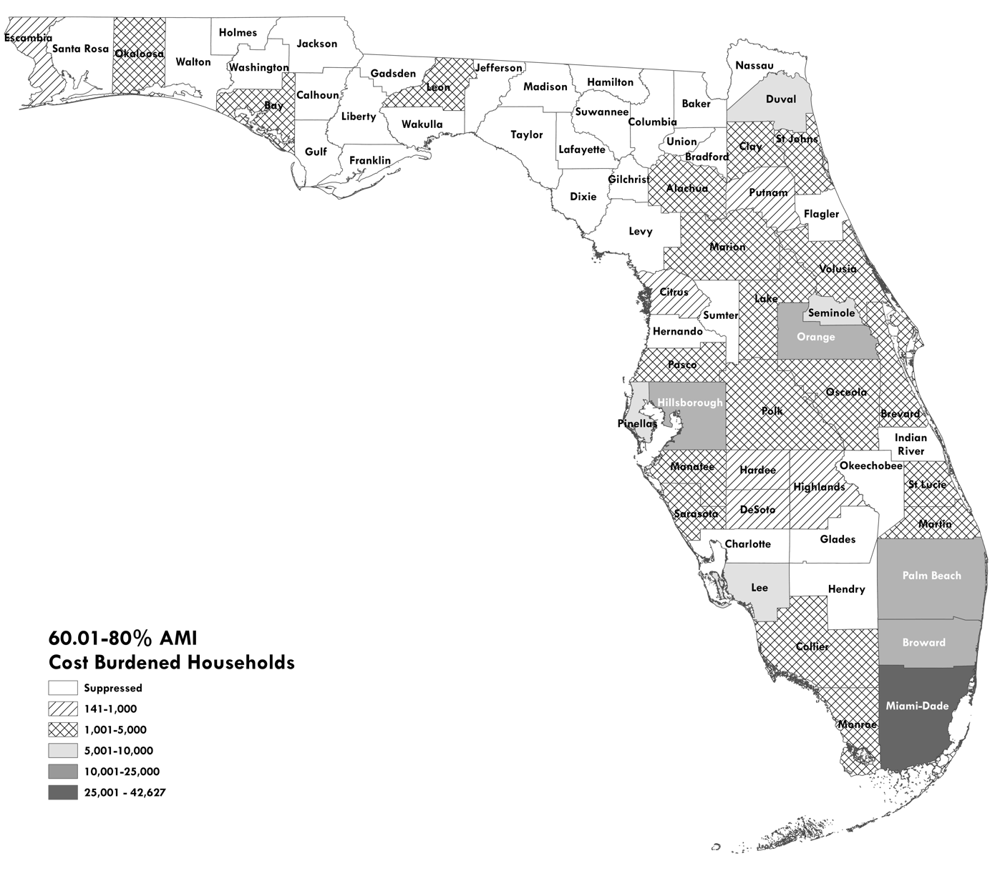 Escambia
Santa Rosa
Okaloosa
Walton
Holmes
Washington
Jackson
Bay
Calhoun
Gulf
Liberty
Gadsden
Franklin
Leon
Wakulla
Jefferson
Madison
Taylor
Hamilton
Suwannee
Lafayette
Dixie
Columbia
Gilchrist
Levy
Baker
Union
Bradford
Alachua
Nassau
Duval
Clay
St Johns
Putnam
Flagler
Marion
Volusia
Citrus
Sumter
Lake
Hernando
Seminole
Orange
Pasco
Pinellas
Hillsborough
Polk
Osceola
Brevard
Indian
River
Manatee
Hardee
Highlands
Okeechobee
St Lucie
Sarasota
DeSoto
Martin
Charlotte
Glades
Lee
Hendry
Palm Beach
Collier
Broward
Monroe
Miami-Dade
60.01-80% AMI
Cost Burdened Households
Suppressed
141-1,000
1,001-5,000
5,001-10,000
10,001-25,000
25,001 - 42,627